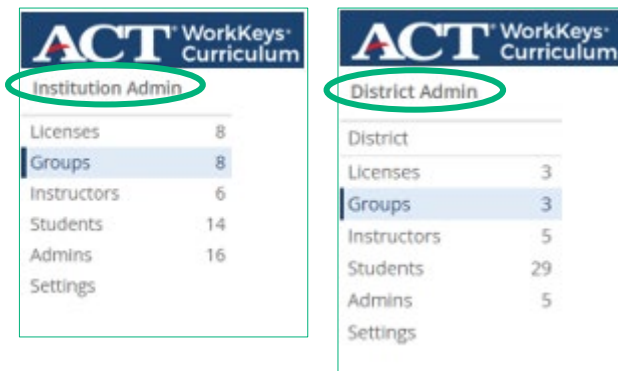 ACT® WorkKeys®
Curriculum
Institution Admin
Licenses 8
Groups 8
Instructors 6
Students 14
Admins 16
Settings
ACT® WorkKeys®
Curriculum
District Admin
District
Licenses 3
Groups 3
Instructors 5
Students 29
Admins 5
Settings